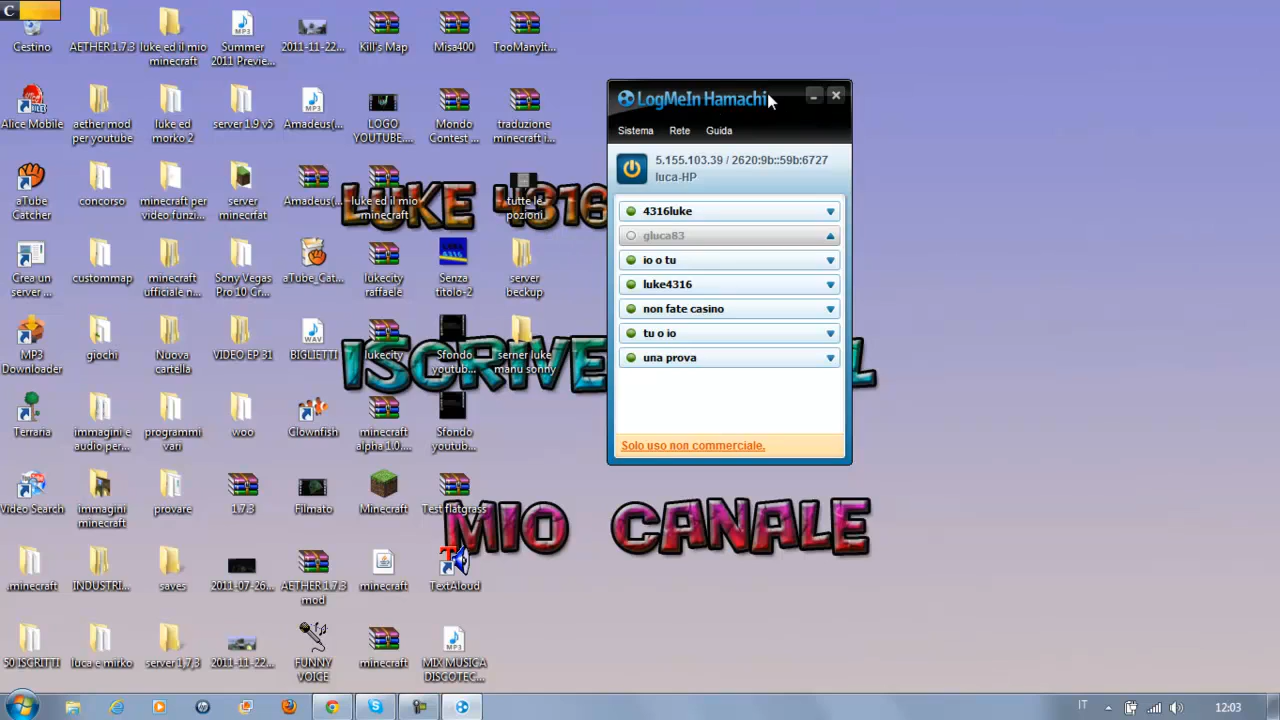 C
Cestino
AETHER 1.7.3
luke ed il mio
minecraft
Summer
2011 Previe...
2011-11-22...
Kill's Map
Misa400
TooManyIt...
Alice Mobile
aether mod
per youtube
luke ed
morko 2
server 1.9 v5
Amadeus(...
LOGO
YOUTUBE....
Mondo
Contest ...
traduzione
minecraft i...
aTube
Catcher
concorso
minecraft per
video funzi...
server
minecrfat
Amadeus(...
luke ed il mio
minecraft
tutte le
pozioni
LUKE 4316
Crea un
server ...
custommap
minecraft
ufficiale n...
Sony Vegas
Pro 10 Cr...
aTube_Cat...
lukecity
raffaele
Senza
titolo-2
server
beckup
MP3
Downloader
giochi
Nuova
cartella
VIDEO EP 31
BIGLIETTI
lukecity
Sfondo
youtub...
serner luke
manu sonny
Terraria
immagini e
audio per...
programmi
vari
woo
Clownfish
minecraft
alpha 1.0....
Sfondo
youtub...
Video Search
immagini
minecraft
provare
1.7.3
Filmato
Minecraft
Test flatgrass
MIO CANALE
.minecraft
INDUSTRI...
saves
2011-07-26...
AETHER 1.7.3
mod
minecraft
TextAloud
50 ISCRITTI
luca e mirko
server 1,7,3
2011-11-22...
FUNNY
VOICE
minecraft
MIX MUSICA
DISCOTEC...
LogMeIn Hamachi
Sistema Rete Guida
5.155.103.39 / 2620:9b::59b:6727
luca-HP
4316luke
gluca83
io o tu
luke4316
non fate casino
tu o io
una prova
Solo uso non commerciale.
IT
12:03